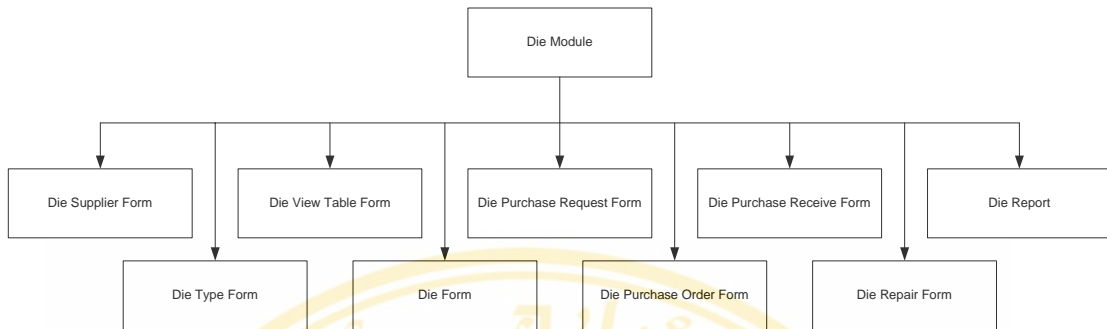 Die Module
Die Supplier Form
Die View Table Form
Die Purchase Request Form
Die Purchase Receive Form
Die Report
Die Type Form
Die Form
Die Purchase Order Form
Die Repair Form